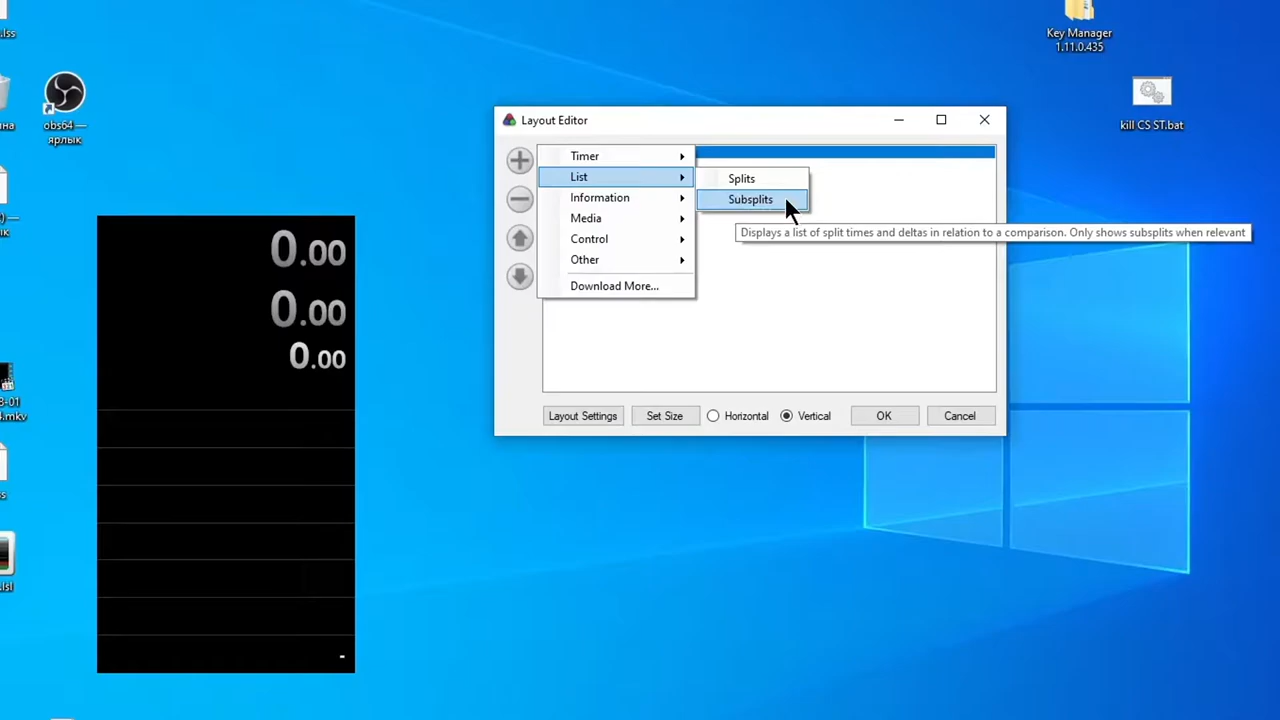 .lss
Key Manager
1.11.0.435
obs64 —
ярлык
kill CS ST.bat
Layout Editor
Timer
List
Splits
Information
Subsplits
Media
Displays a list of split times and deltas in relation to a comparison. Only shows subsplits when relevant
Control
Other
Download More...
0.00
0.00
0.00
Layout Settings
Set Size
Horizontal
Vertical
OK
Cancel
.lsl
-